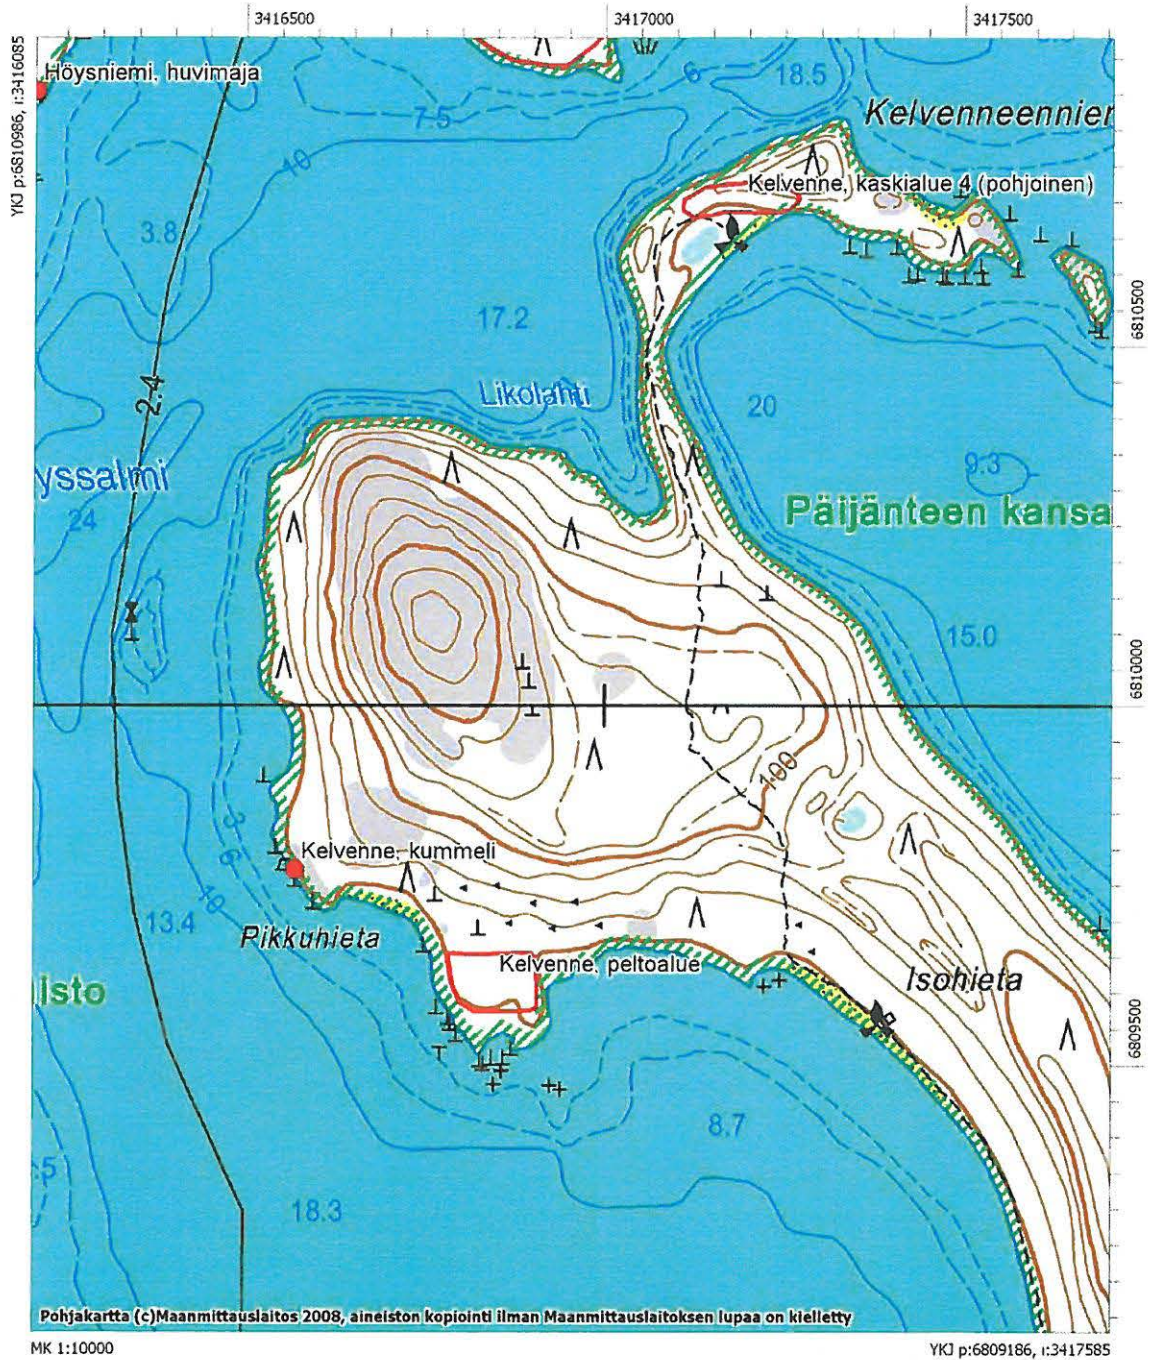 3416500
3417000
3417500
YKJ p:6810986, i:3416085
Höysniemi, huvimaja
6
18.5
7.5
Kelvenneennier
10
Kelvenne, kaskialue 4 (pohjoinen)
3.8
6810500
17.2
2.4
Likolahti
20
9.3
yssalmi
24
Päijänteen kansa
15.0
6810000
100
3
6
Kelvenne, kummeli
10
13.4
Pikkuhieta
Kelvenne, peltoalue
Isohieta
isto
6809500
8.7
.5
18.3
Pohjakartta (c)Maanmittauslaitos 2008, aineiston kopiointi ilman Maanmittauslaitoksen lupaa on kielletty
MK 1:10000
YKJ p:6809186, i:3417585